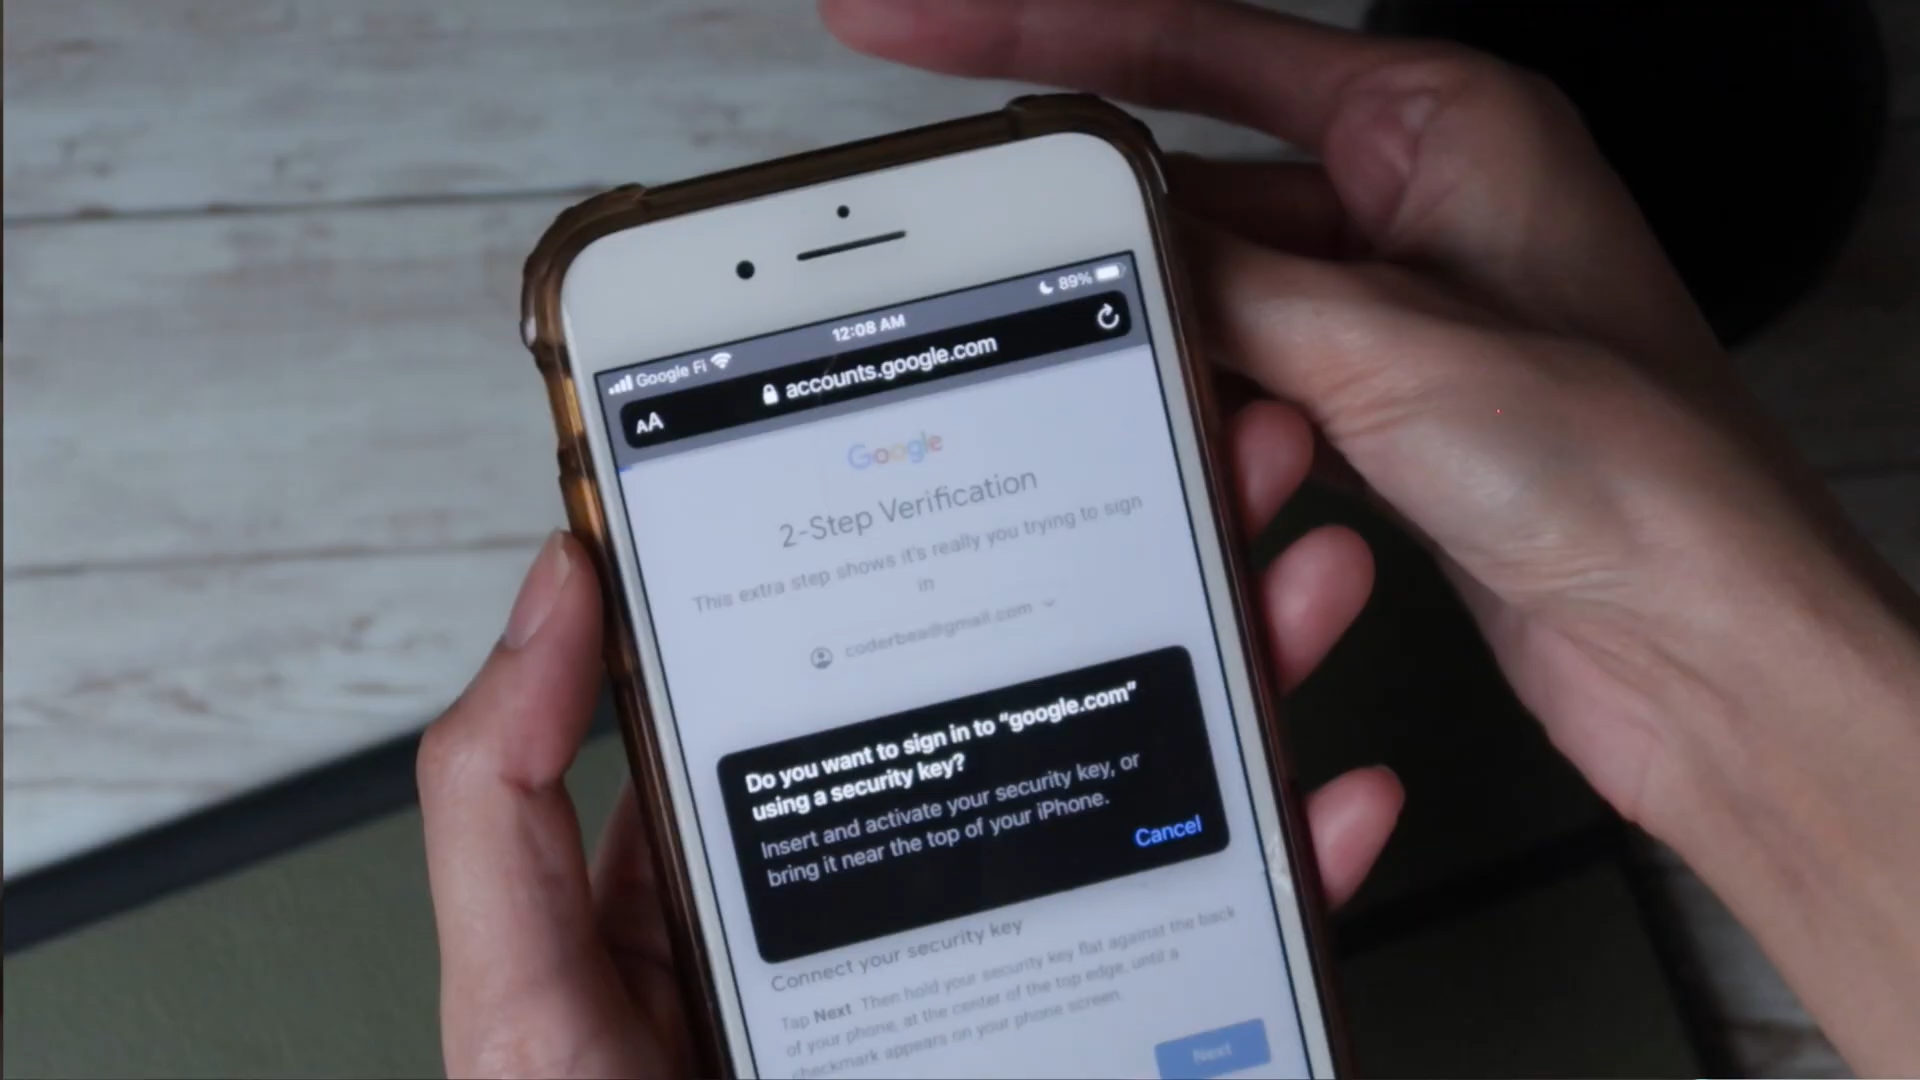 Google Fi
12:08 AM
89%
AA
accounts.google.com
Google
2-Step Verification
This extra step shows it's really you trying to sign
in
coderbea@gmail.com
Do you want to sign in to “google.com”
using a security key?
Insert and activate your security key, or
bring it near the top of your iPhone.
Cancel
Connect your security key
Tap Next. Then hold your security key flat against the back
of your phone, at the center of the top edge, until a
checkmark appears on your phone screen.
Next